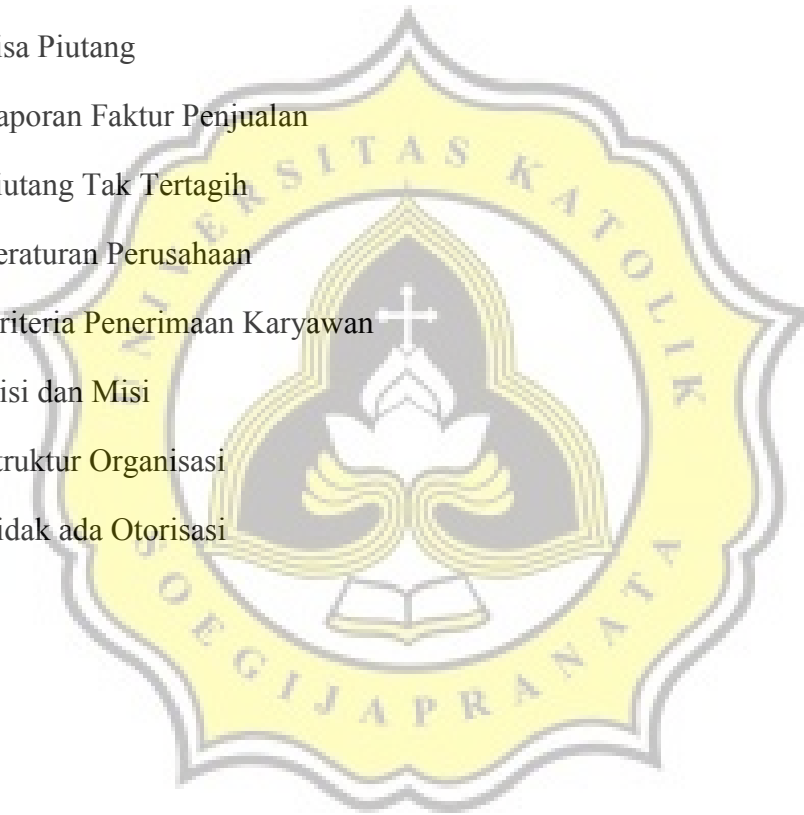 isa Piutang
aporan Faktur Penjualan
iutang Tak Tertagih
eraturan Perusahaan
riteria Penerimaan Karyawan
isi dan Misi
truktur Organisasi
idak ada Otorisasi
UNIVERSITAS KATOLIK
SOEGIJAPRANATA